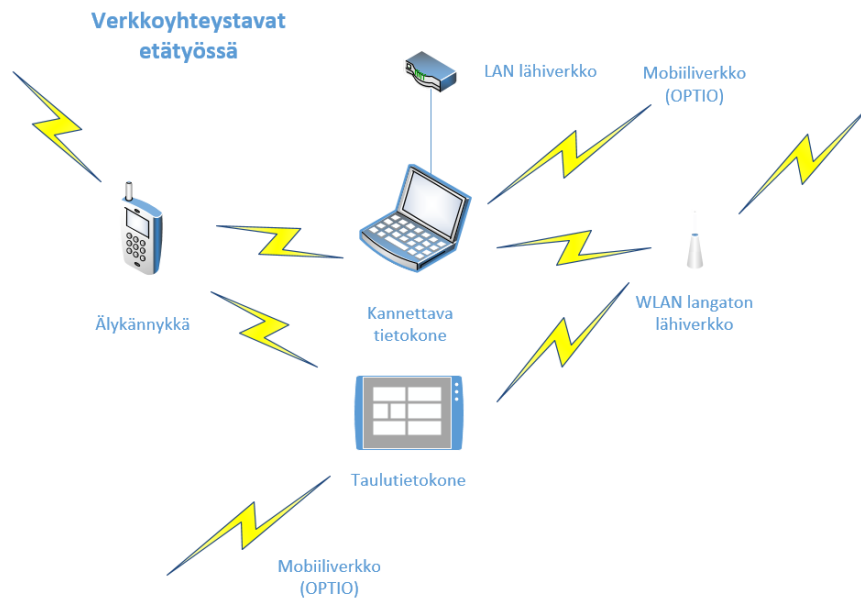 Verkkoyhteystavat
etätyössä
LAN lähiverkko
Mobiiliverkko
(OPTIO)
Älykännykkä
Kannettava
tietokone
WLAN langaton
lähiverkko
Taulutietokone
Mobiiliverkko
(OPTIO)